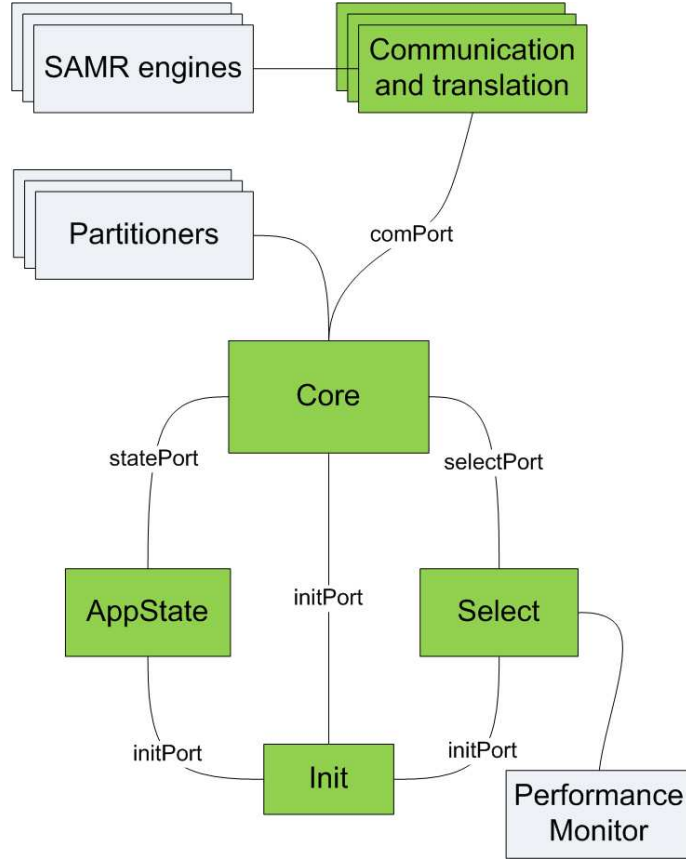 SAMR engines
Communication
and translation
Partitioners
comPort
Core
statePort
selectPort
AppState
initPort
Select
initPort
Init
initPort
Performance
Monitor